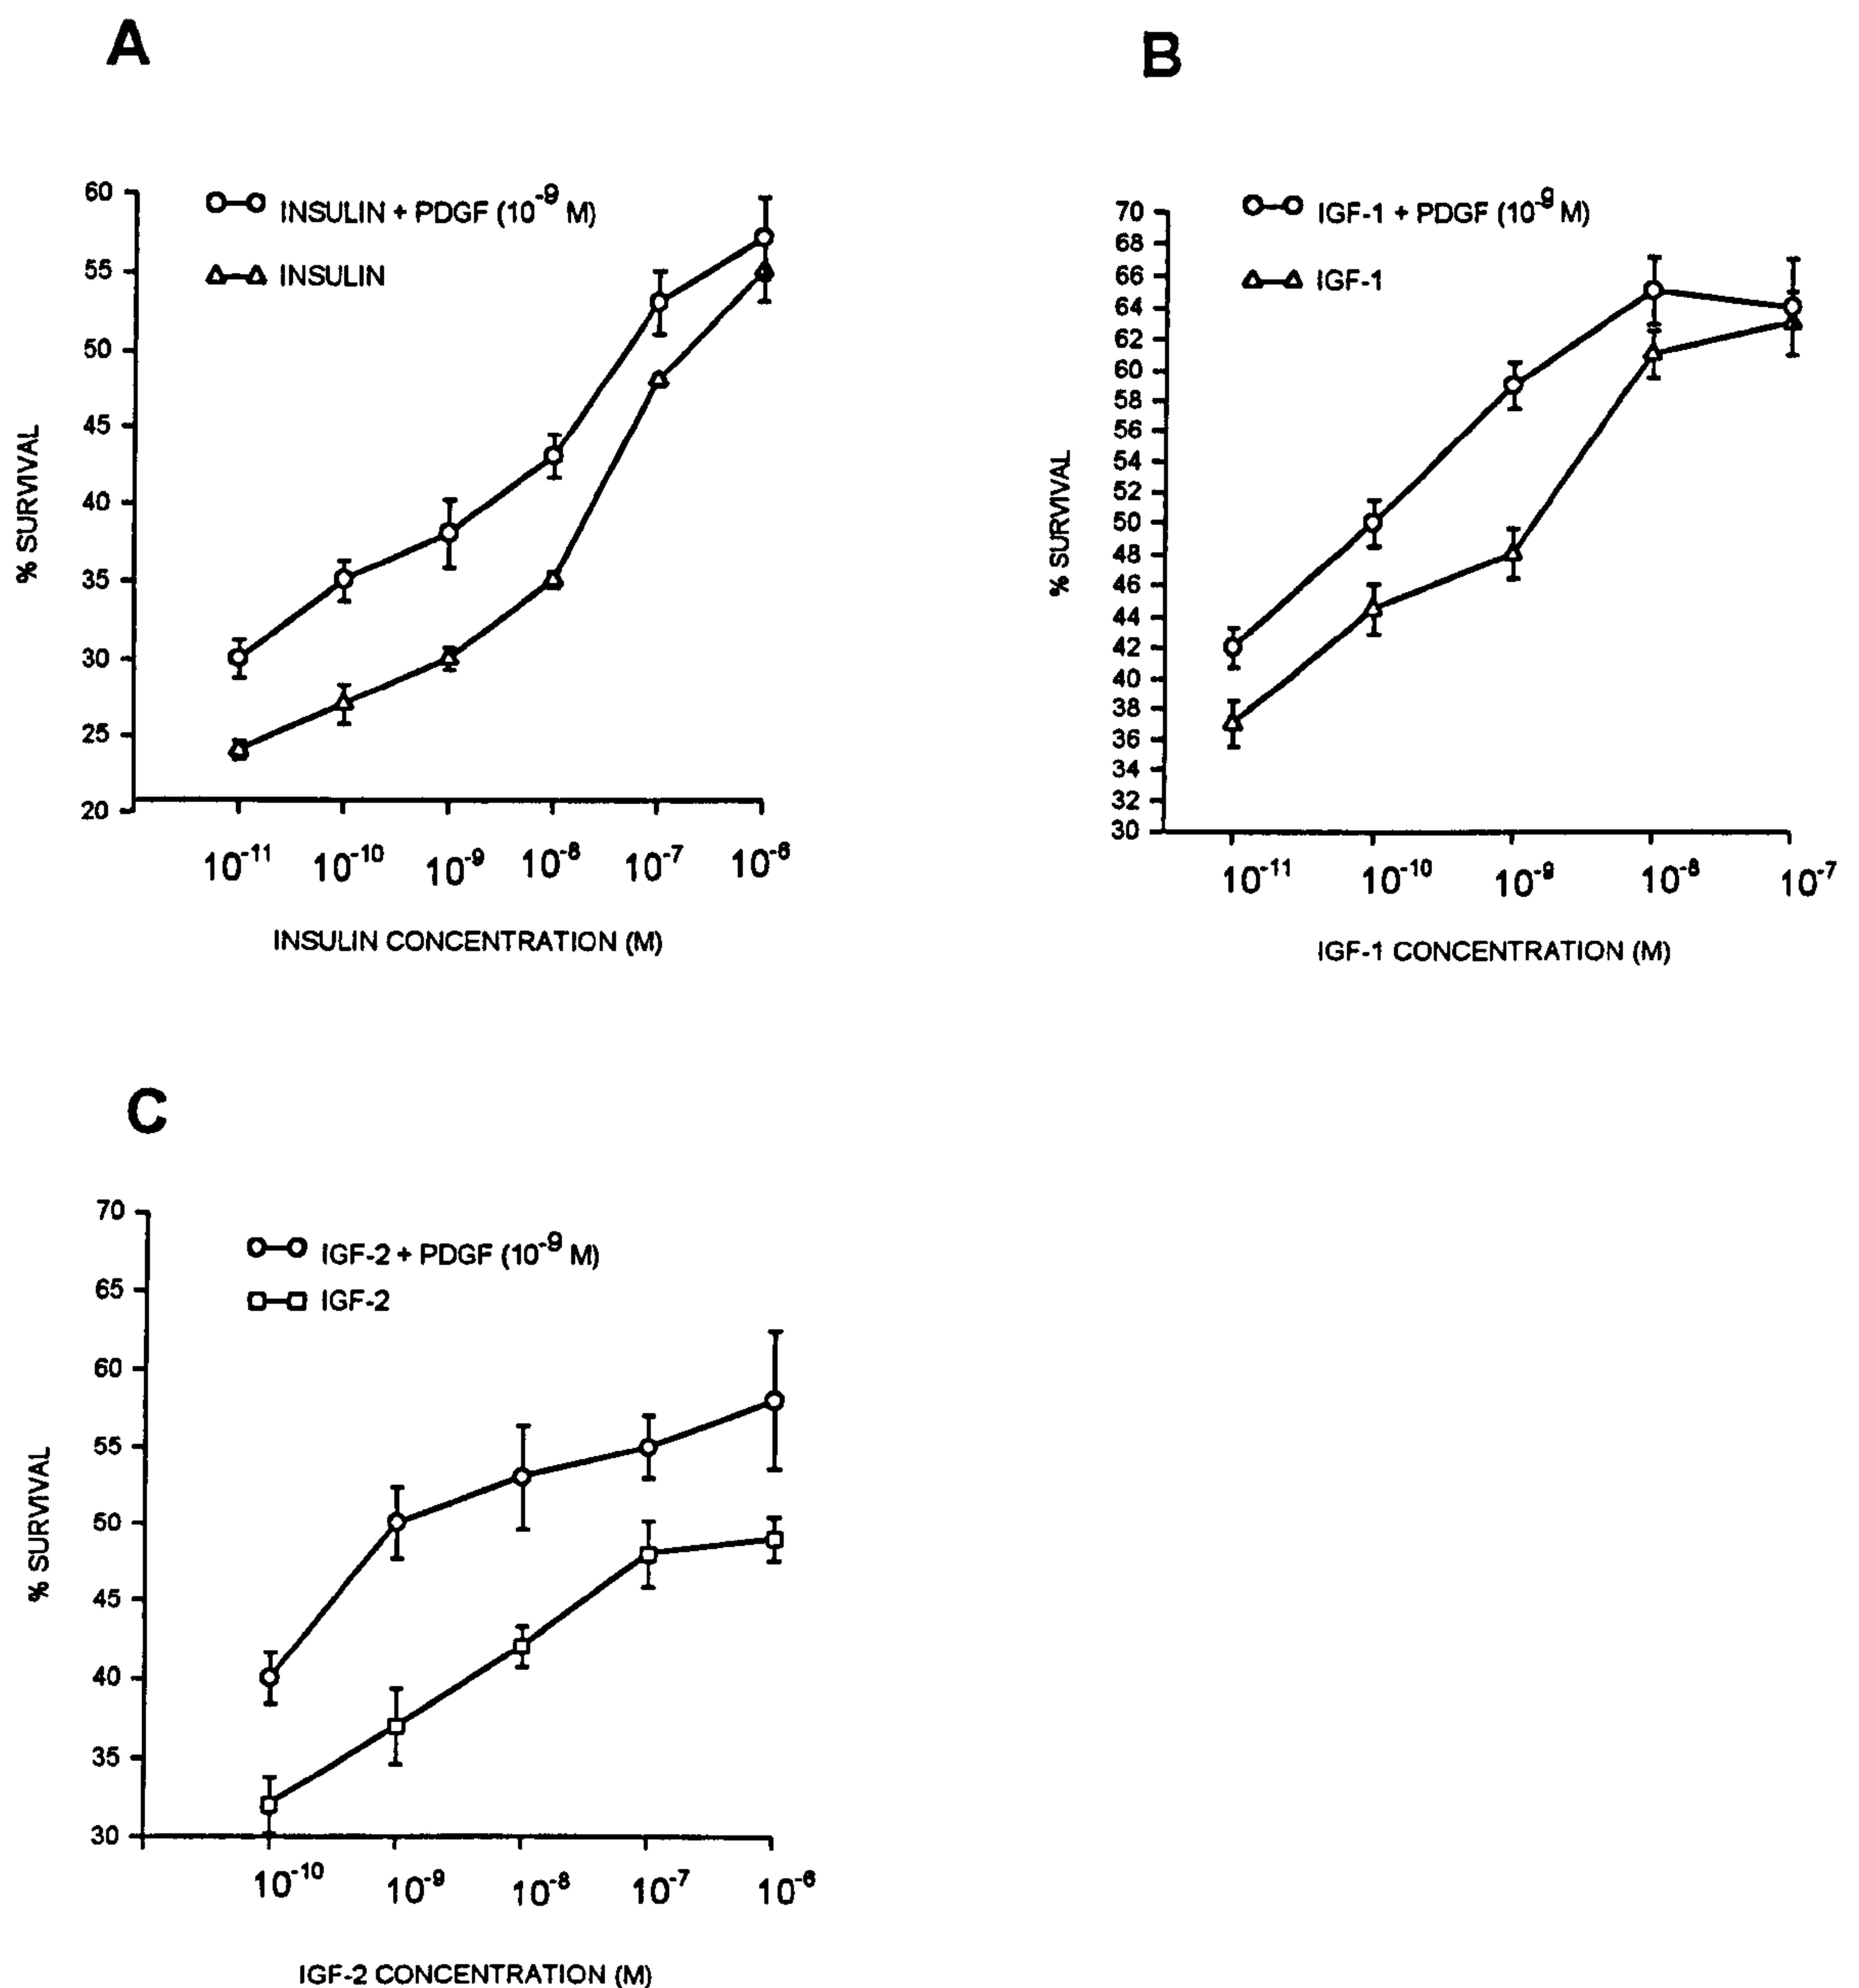 A
INSULIN + PDGF (10⁻⁹ M)
INSULIN
60
55
50
45
40
35
30
25
20
% SURVIVAL
10⁻¹¹ 10⁻¹⁰ 10⁻⁹ 10⁻⁸ 10⁻⁷ 10⁻⁶
INSULIN CONCENTRATION (M)
B
IGF-1 + PDGF (10⁻⁹ M)
IGF-1
70
68
66
64
62
60
58
56
54
52
50
48
46
44
42
40
38
36
34
32
30
% SURVIVAL
10⁻¹¹ 10⁻¹⁰ 10⁻⁹ 10⁻⁸ 10⁻⁷
IGF-1 CONCENTRATION (M)
C
IGF-2 + PDGF (10⁻⁹ M)
IGF-2
70
65
60
55
50
45
40
35
30
% SURVIVAL
10⁻¹⁰ 10⁻⁹ 10⁻⁸ 10⁻⁷ 10⁻⁶
IGF-2 CONCENTRATION (M)